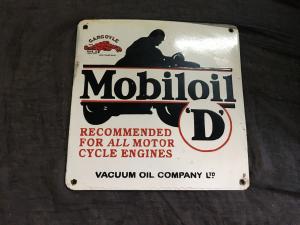 GARGOYLE
Mobiloil
'D'
RECOMMENDED
FOR ALL MOTOR
CYCLE ENGINES
VACUUM OIL COMPANY LTD